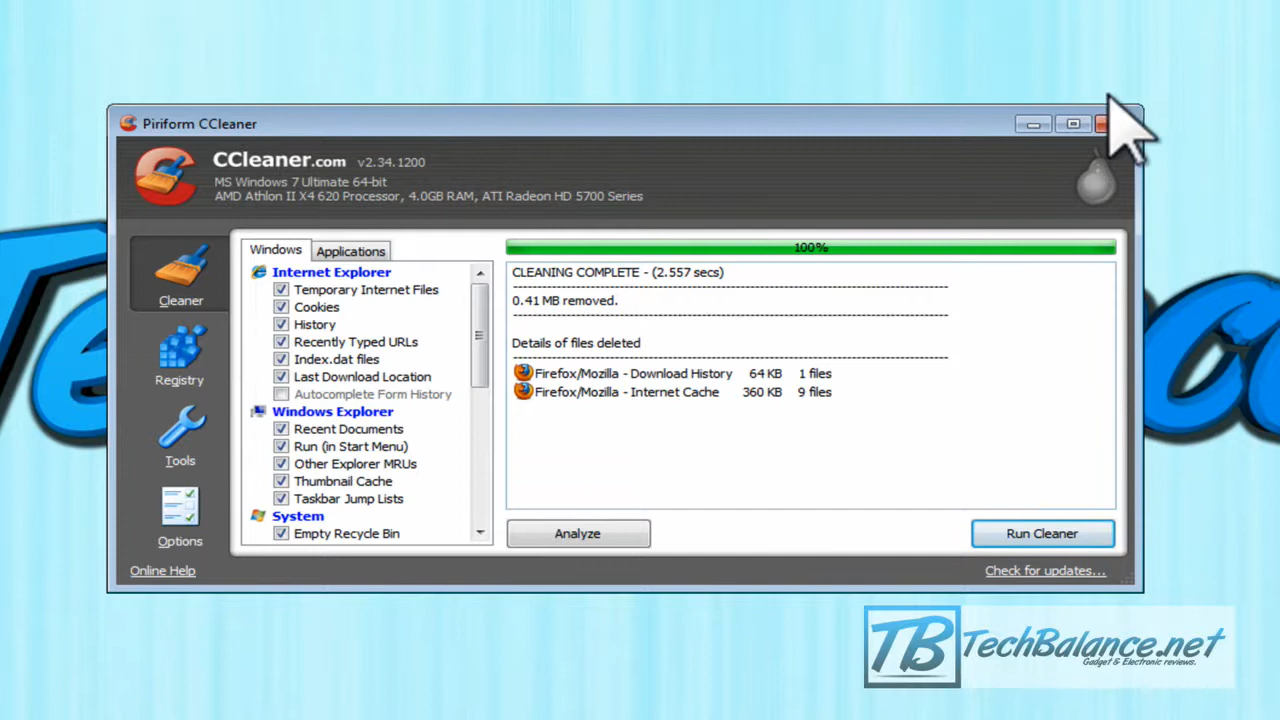 Piriform CCleaner
CCleaner.com v2.34.1200
MS Windows 7 Ultimate 64-bit
AMD Athlon II X4 620 Processor, 4.0GB RAM, ATI Radeon HD 5700 Series
Cleaner
Registry
Tools
Options
Windows
Applications
Internet Explorer
Temporary Internet Files
Cookies
History
Recently Typed URLs
Index.dat files
Last Download Location
Autocomplete Form History
Windows Explorer
Recent Documents
Run (in Start Menu)
Other Explorer MRUs
Thumbnail Cache
Taskbar Jump Lists
System
Empty Recycle Bin
100%
CLEANING COMPLETE - (2.557 secs)
0.41 MB removed.
Details of files deleted
Firefox/Mozilla - Download History 64 KB 1 files
Firefox/Mozilla - Internet Cache 360 KB 9 files
Analyze
Run Cleaner
Online Help
Check for updates...
TB TechBalance.net
Gadget & Electronic reviews.